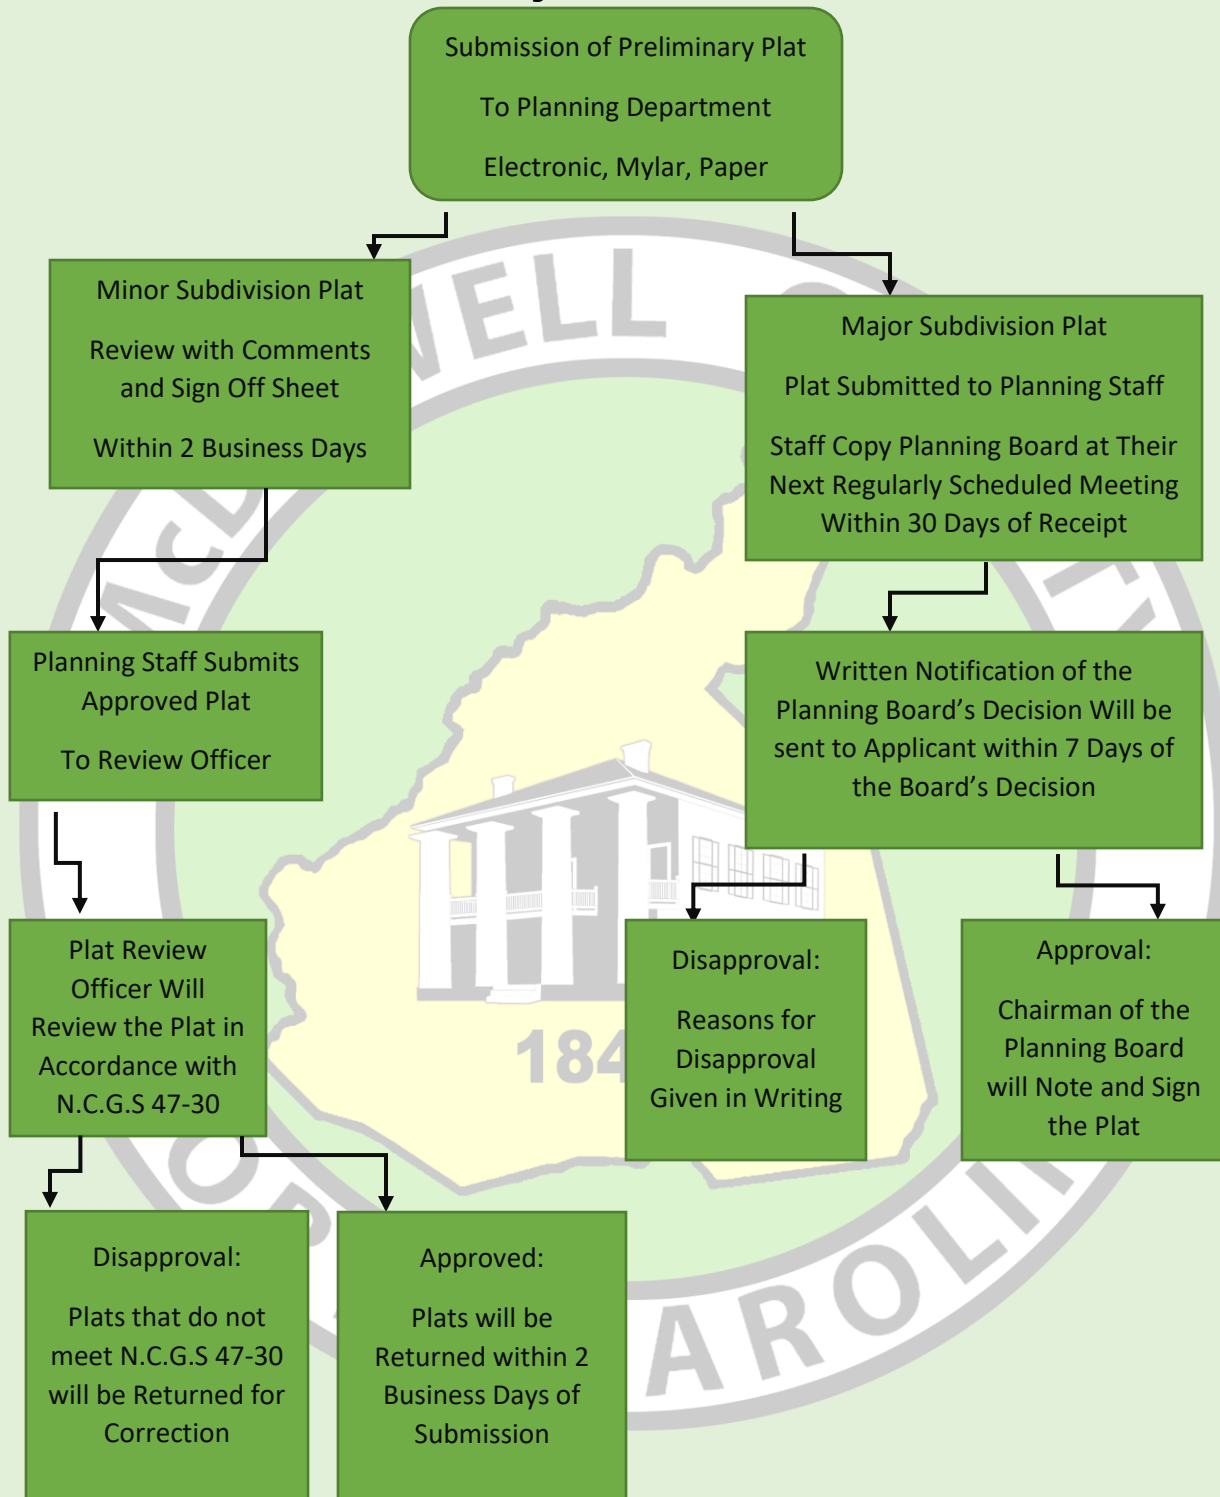 Submission of Preliminary Plat
To Planning Department
Electronic, Mylar, Paper
Minor Subdivision Plat
Review with Comments
and Sign Off Sheet
Within 2 Business Days
Major Subdivision Plat
Plat Submitted to Planning Staff
Staff Copy Planning Board at Their
Next Regularly Scheduled Meeting
Within 30 Days of Receipt
Planning Staff Submits
Approved Plat
To Review Officer
Written Notification of the
Planning Board’s Decision Will be
sent to Applicant within 7 Days of
the Board’s Decision
Plat Review
Officer Will
Review the Plat in
Accordance with
N.C.G.S 47-30
Disapproval:
Reasons for
Disapproval
Given in Writing
Approval:
Chairman of the
Planning Board
will Note and Sign
the Plat
Disapproval:
Plats that do not
meet N.C.G.S 47-30
will be Returned for
Correction
Approved:
Plats will be
Returned within 2
Business Days of
Submission
184